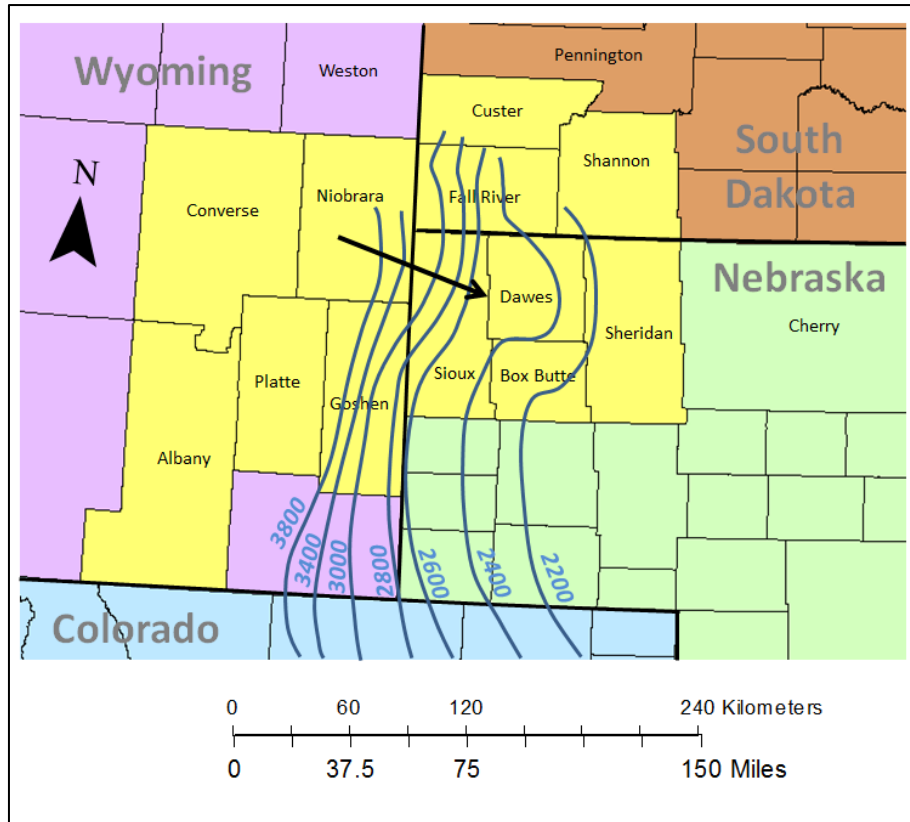 Wyoming
Weston
Pennington
Custer
South
Dakota
Shannon
N
Converse
Niobrara
Fall River
Nebraska
Dawes
Cherry
Sheridan
Platte
Goshen
Sioux
Box Butte
Albany
3800
3400
3000
2800
2600
2400
2200
Colorado
0 60 120 240 Kilometers
0 37.5 75 150 Miles